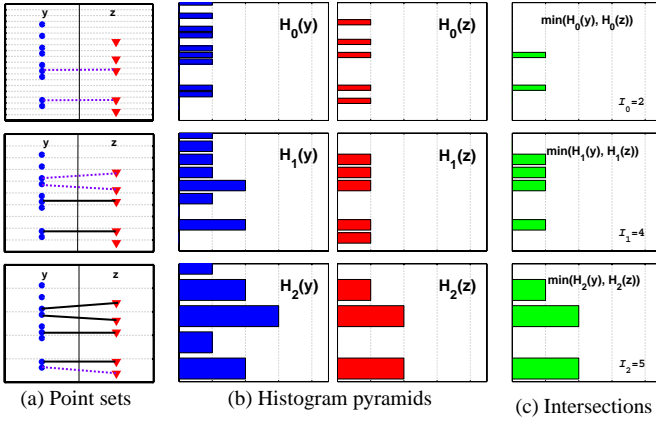 y z
H0(y)
H0(z)
min(H0(y), H0(z))
I0=2
y z
H1(y)
H1(z)
min(H1(y), H1(z))
I1=4
y z
H2(y)
H2(z)
min(H2(y), H2(z))
I2=5
(a) Point sets
(b) Histogram pyramids
(c) Intersections